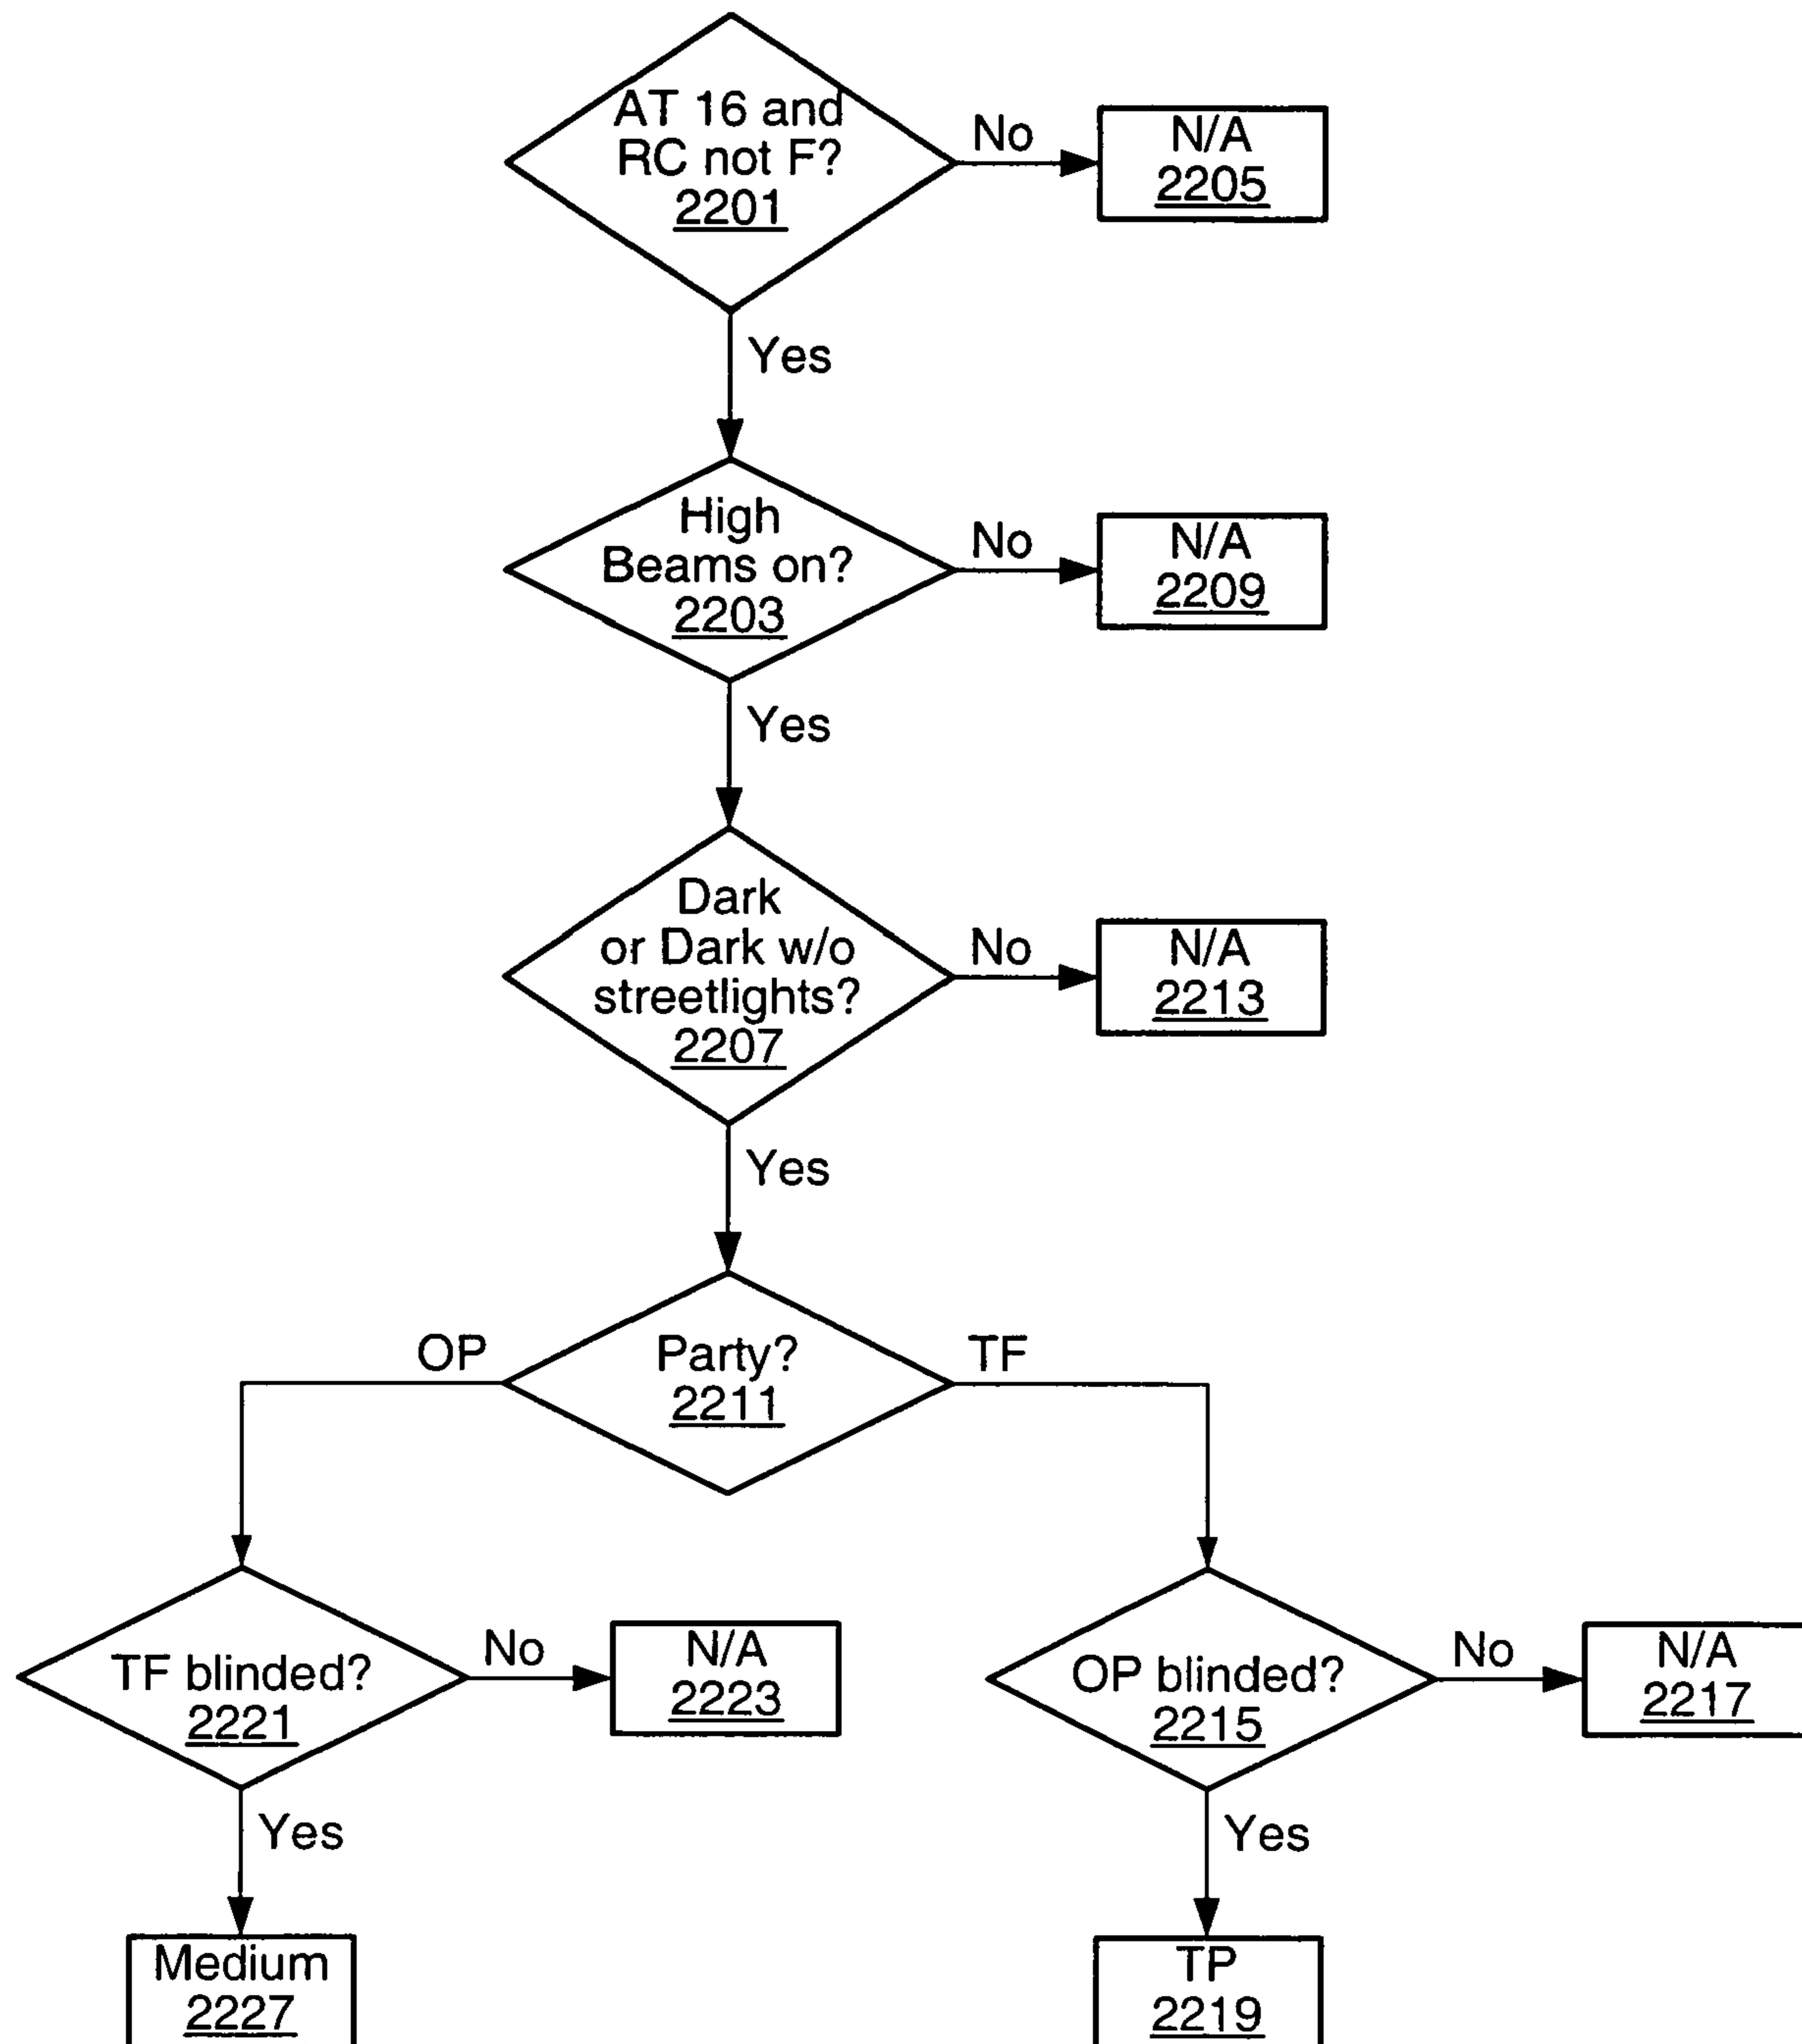 AT 16 and
RC not F?
2201
No
N/A
2205
Yes
High
Beams on?
2203
No
N/A
2209
Yes
Dark
or Dark w/o
streetlights?
2207
No
N/A
2213
Yes
OP
Party?
2211
TF
TF blinded?
2221
No
N/A
2223
OP blinded?
2215
No
N/A
2217
Yes
Yes
Medium
2227
TP
2219